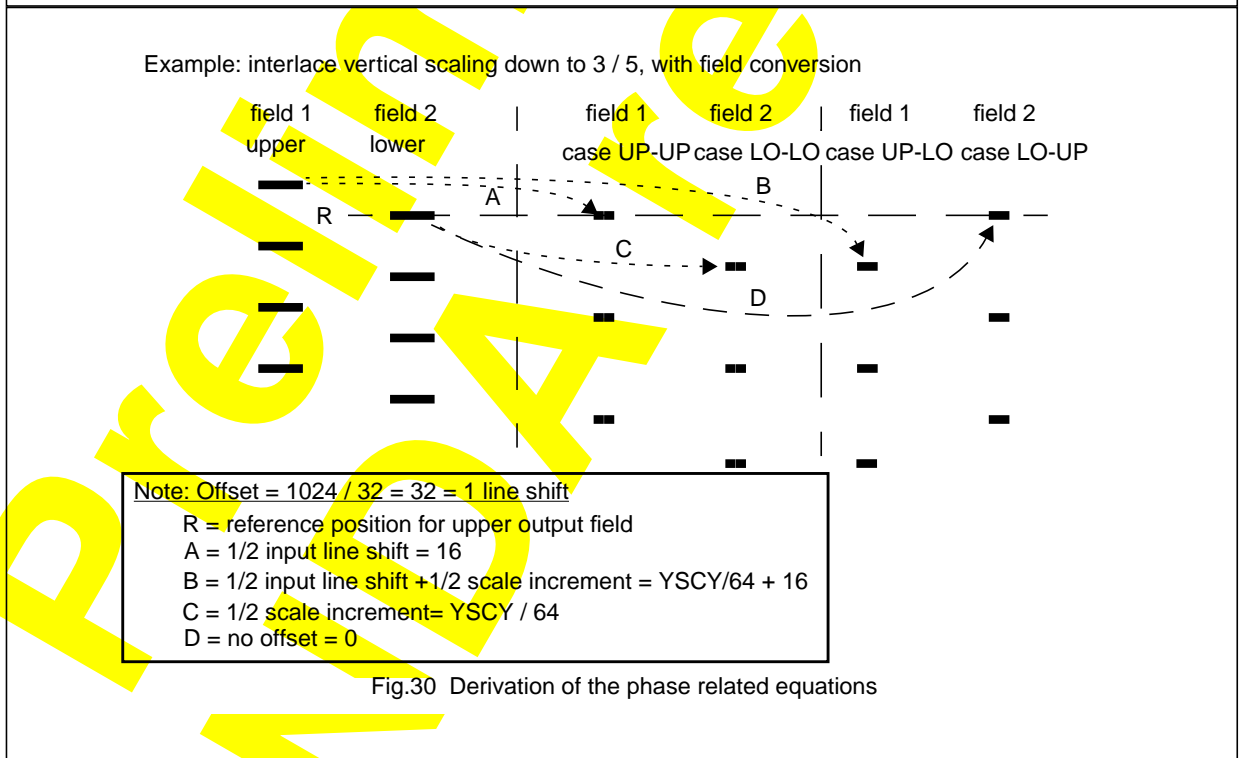 Example: interlace vertical scaling down to 3 / 5, with field conversion
field 1 field 2 field 1 field 2 field 1 field 2
upper lower case UP-UP case LO-LO case UP-LO case LO-UP
A B
R
C
D
Note: Offset = 1024 / 32 = 32 = 1 line shift
R = reference position for upper output field
A = 1/2 input line shift = 16
B = 1/2 input line shift +1/2 scale increment = YSCY/64 + 16
C = 1/2 scale increment= YSCY / 64
D = no offset = 0
Fig.30 Derivation of the phase related equations